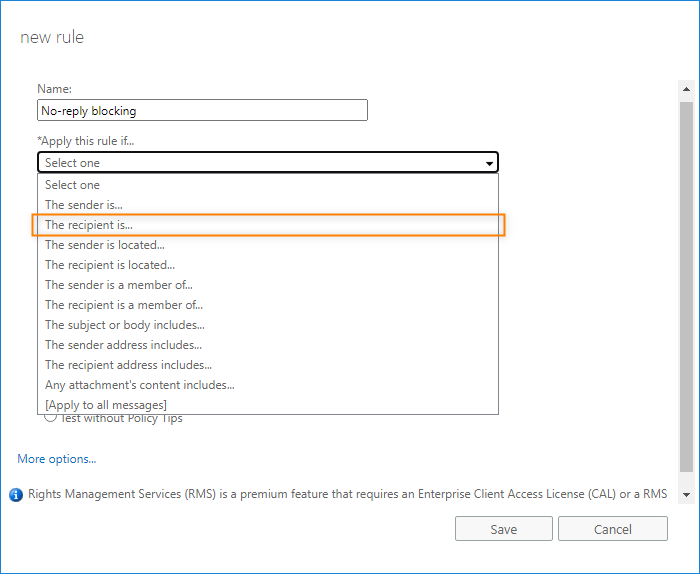 new rule
Name:
No-reply blocking
*Apply this rule if...
Select one
Select one
The sender is...
The recipient is...
The sender is located...
The recipient is located...
The sender is a member of...
The recipient is a member of...
The subject or body includes...
The sender address includes...
The recipient address includes...
Any attachment's content includes...
[Apply to all messages]
Test without Policy Tips
More options...
Rights Management Services (RMS) is a premium feature that requires an Enterprise Client Access License (CAL) or a RMS
Save Cancel